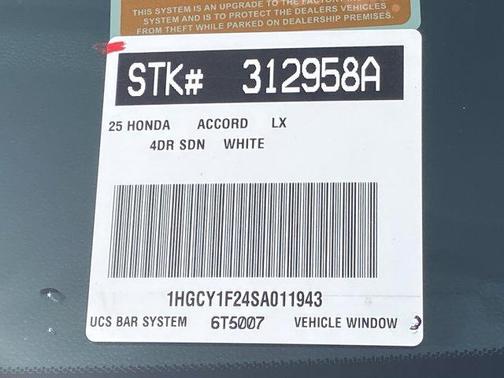 THIS SYSTEM IS AN UPGRADE TO THE FACTORY
SYSTEM AND IS TO PROTECT THE DEALERS VEHICLES
FROM THEFT WHILE PARKED ON DEALERSHIP PREMISES.
STK# 312958A
25 HONDA ACCORD LX
4DR SDN WHITE
1HGCY1F24SA011943
UCS BAR SYSTEM 6T5007 VEHICLE WINDOW